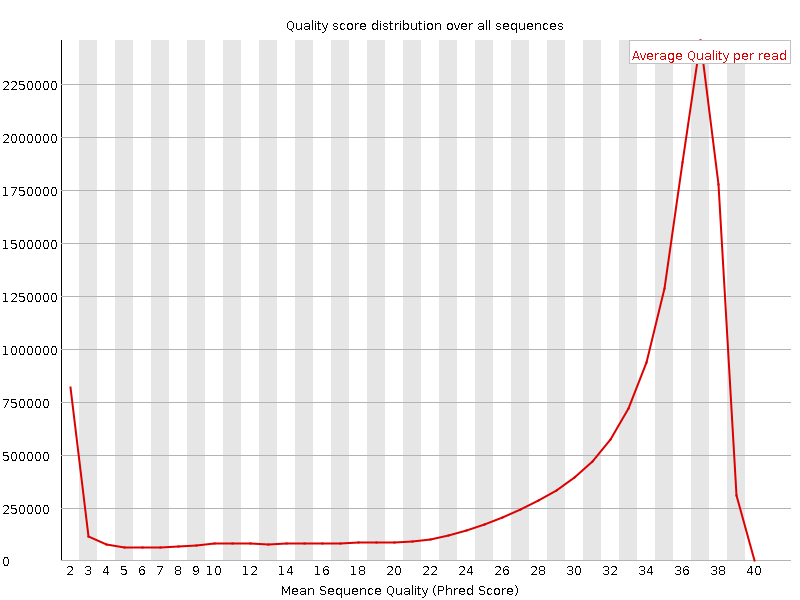 Quality score distribution over all sequences
Average Quality per read
2250000
2000000
1750000
1500000
1250000
1000000
750000
500000
250000
0
2 3 4 5 6 7 8 9 10 12 14 16 18 20 22 24 26 28 30 32 34 36 38 40
Mean Sequence Quality (Phred Score)